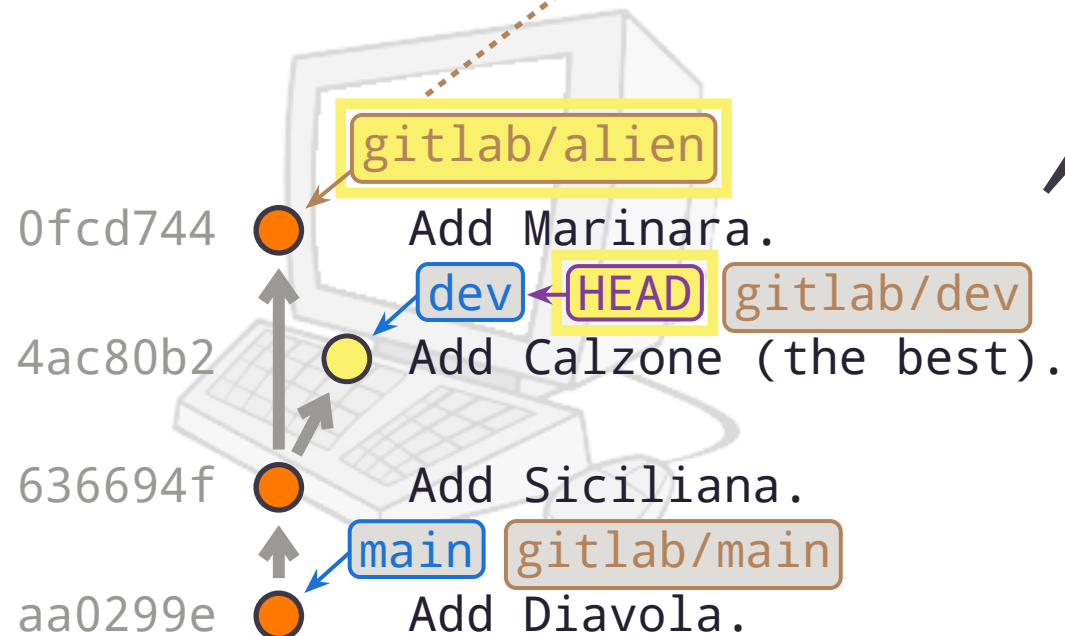 gitlab/alien
0fcd744 Add Marinara.
dev HEAD gitlab/dev
4ac80b2 Add Calzone (the best).
636694f Add Siciliana.
main gitlab/main
aa0299e Add Diavola.